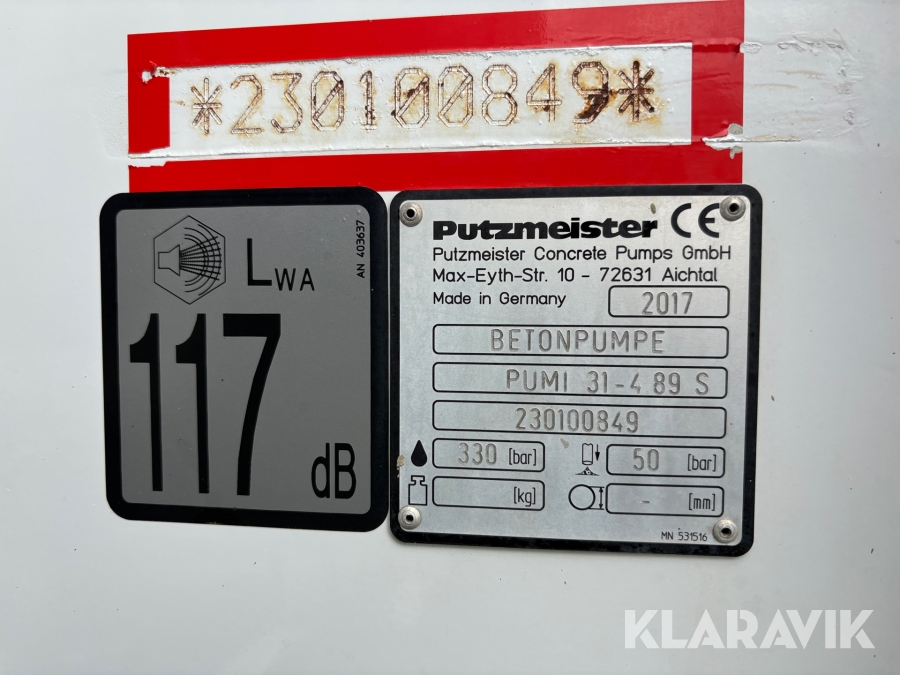 *230100849*
LWA
AN 403637
117
dB
Putzmeister CE
Putzmeister Concrete Pumps GmbH
Max-Eyth-Str. 10 - 72631 Aichtal
Made in Germany 2017
BETONPUMPE
PUMI 31-4.89 S
230100849
330 [bar] 50 [bar]
[kg] - [mm]
MN 531516
KLARAVIK